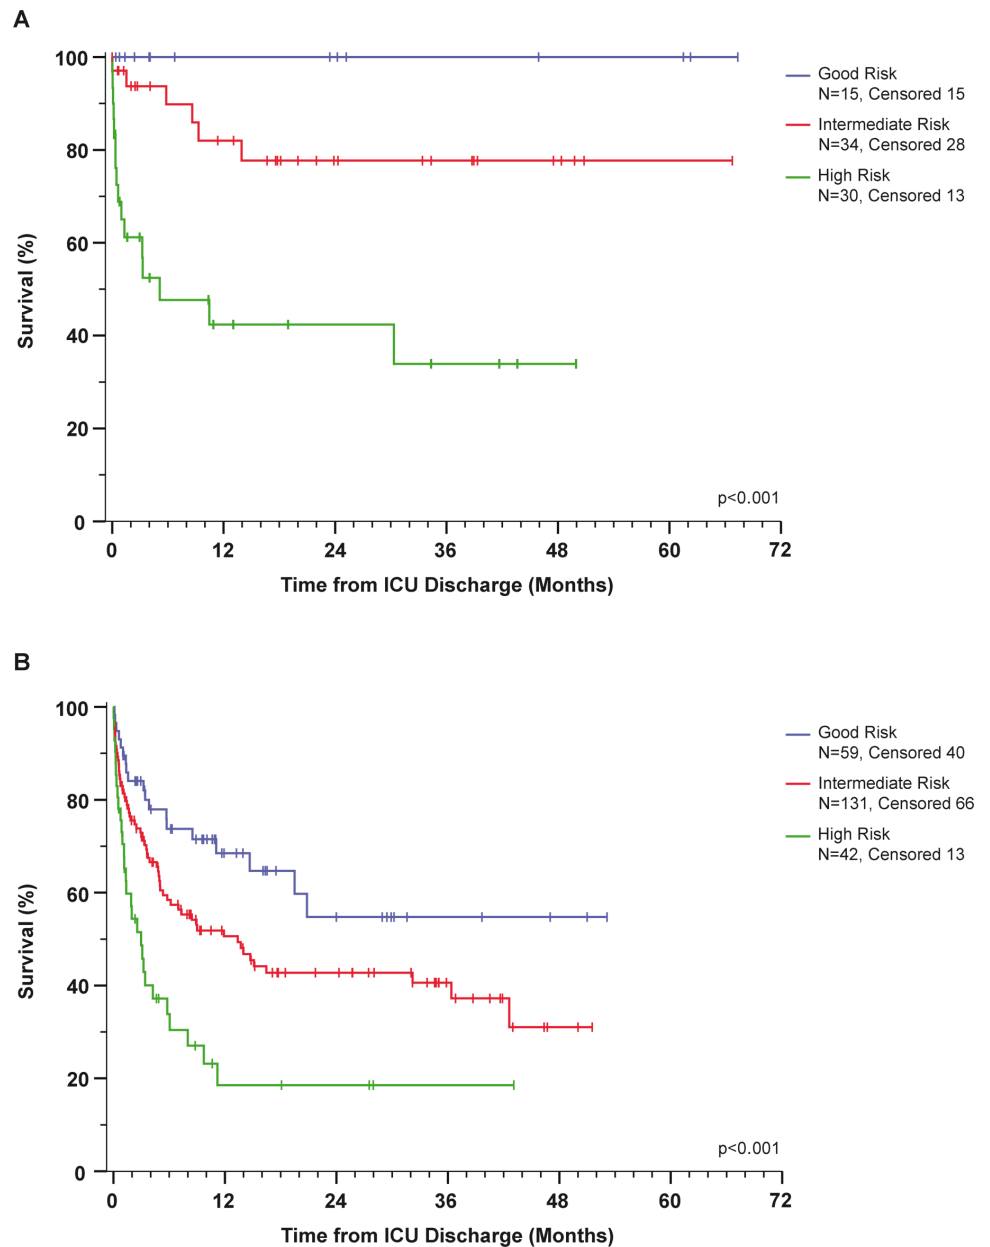 A
100
80
60
40
20
0
Survival (%)
Good Risk
N=15, Censored 15
Intermediate Risk
N=34, Censored 28
High Risk
N=30, Censored 13
p<0.001
0 12 24 36 48 60 72
Time from ICU Discharge (Months)
B
100
80
60
40
20
0
Survival (%)
Good Risk
N=59, Censored 40
Intermediate Risk
N=131, Censored 66
High Risk
N=42, Censored 13
p<0.001
0 12 24 36 48 60 72
Time from ICU Discharge (Months)